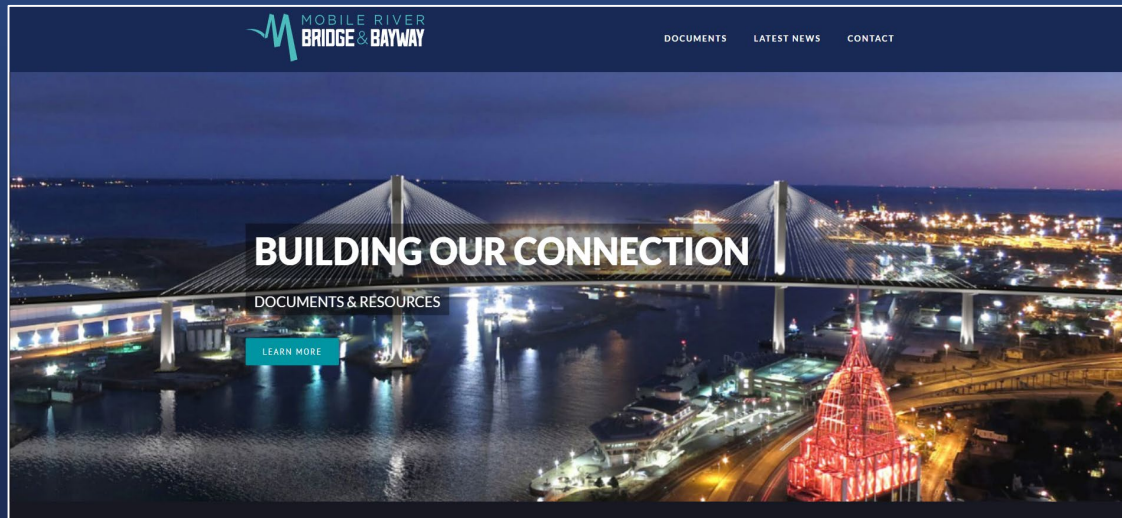 MOBILE RIVER
BRIDGE & BAYWAY
DOCUMENTS LATEST NEWS CONTACT
BUILDING OUR CONNECTION
DOCUMENTS & RESOURCES
LEARN MORE